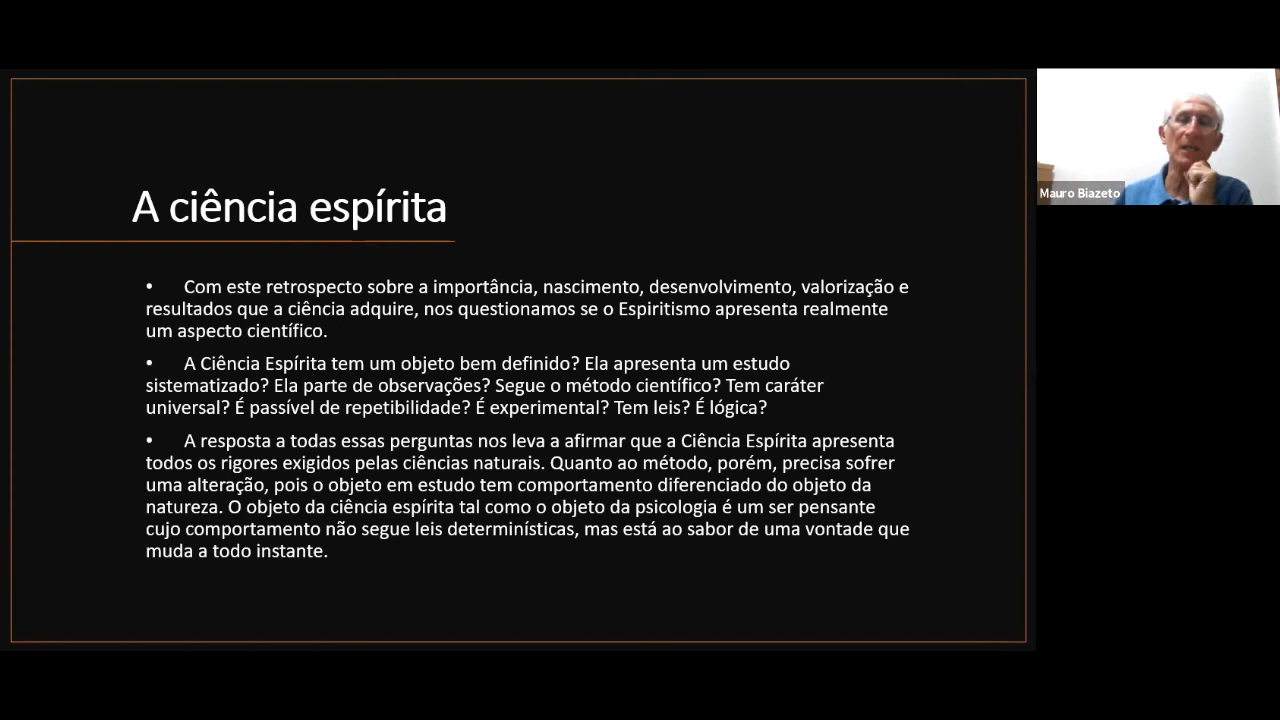 A ciência espírita
• Com este retrospecto sobre a importância, nascimento, desenvolvimento, valorização e
resultados que a ciência adquire, nos questionamos se o Espiritismo apresenta realmente
um aspecto científico.
• A Ciência Espírita tem um objeto bem definido? Ela apresenta um estudo
sistematizado? Ela parte de observações? Segue o método científico? Tem caráter
universal? É passível de repetibilidade? É experimental? Tem leis? É lógica?
• A resposta a todas essas perguntas nos leva a afirmar que a Ciência Espírita apresenta
todos os rigores exigidos pelas ciências naturais. Quanto ao método, porém, precisa sofrer
uma alteração, pois o objeto em estudo tem comportamento diferenciado do objeto da
natureza. O objeto da ciência espírita tal como o objeto da psicologia é um ser pensante
cujo comportamento não segue leis determinísticas, mas está ao sabor de uma vontade que
muda a todo instante.
Mauro Biazeto